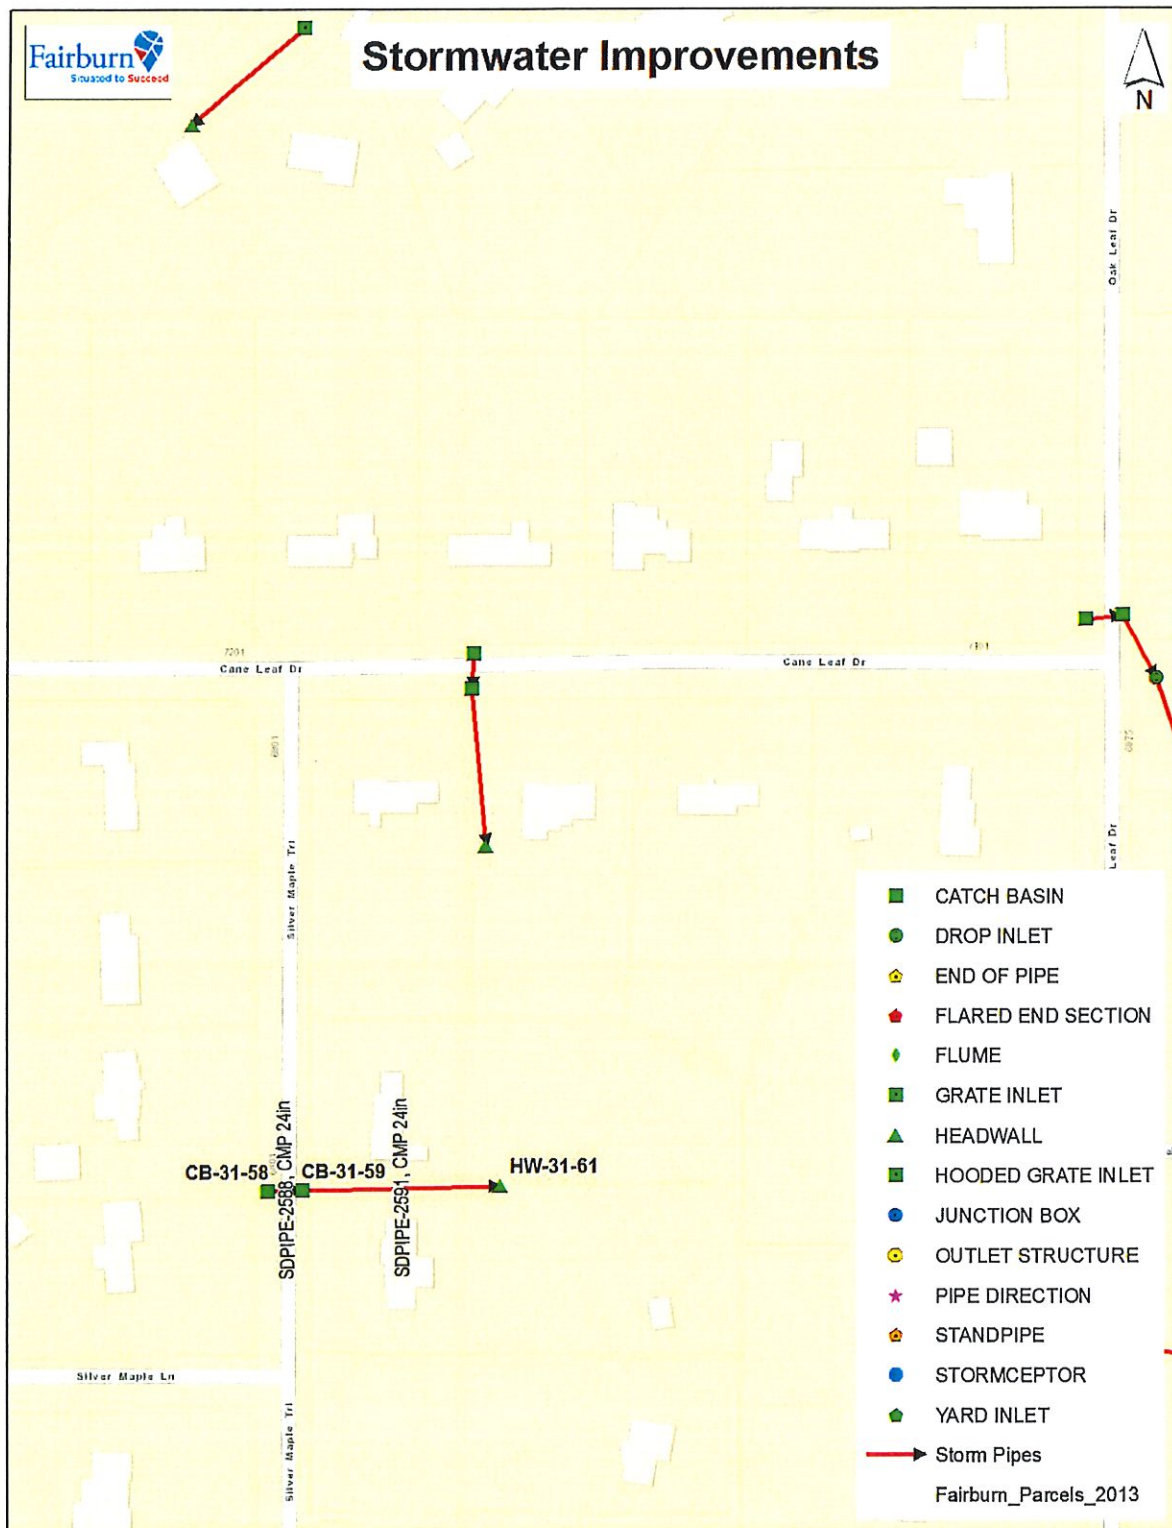 Fairburn
Situated to Succeed
Stormwater Improvements
N
Oak Leaf Dr
7201
Cane Leaf Dr
Cane Leaf Dr
7301
6801
6875
Silver Maple Trl
Leaf Dr
CB-31-58
SDPIPE-2588, CMP 24in
CB-31-59
SDPIPE-2591, CMP 24in
HW-31-61
Silver Maple Ln
Silver Maple Trl
CATCH BASIN
DROP INLET
END OF PIPE
FLARED END SECTION
FLUME
GRATE INLET
HEADWALL
HOODED GRATE INLET
JUNCTION BOX
OUTLET STRUCTURE
PIPE DIRECTION
STANDPIPE
STORMCEPTOR
YARD INLET
Storm Pipes
Fairburn_Parcels_2013